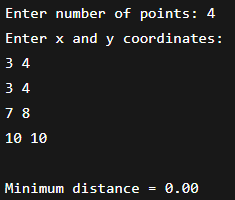 Enter number of points: 4
Enter x and y coordinates:
3 4
3 4
7 8
10 10
Minimum distance = 0.00